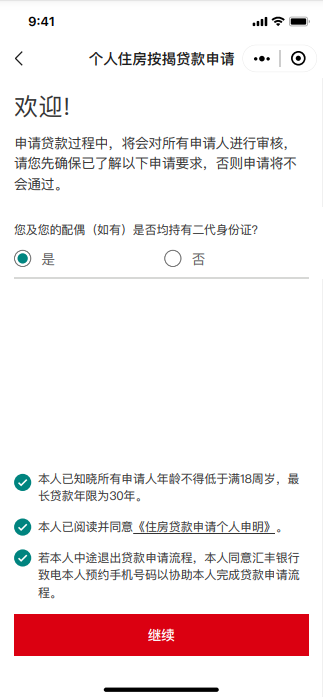 9:41
个人住房按揭贷款申请
欢迎!
申请贷款过程中，将会对所有申请人进行审核，
请您先确保已了解以下申请要求，否则申请将不
会通过。
您及您的配偶（如有）是否均持有二代身份证?
是
否
本人已知晓所有申请人年龄不得低于满18周岁，最
长贷款年限为30年。
本人已阅读并同意《住房贷款申请个人申明》。
若本人中途退出贷款申请流程，本人同意汇丰银行
致电本人预约手机号码以协助本人完成贷款申请流
程。
继续